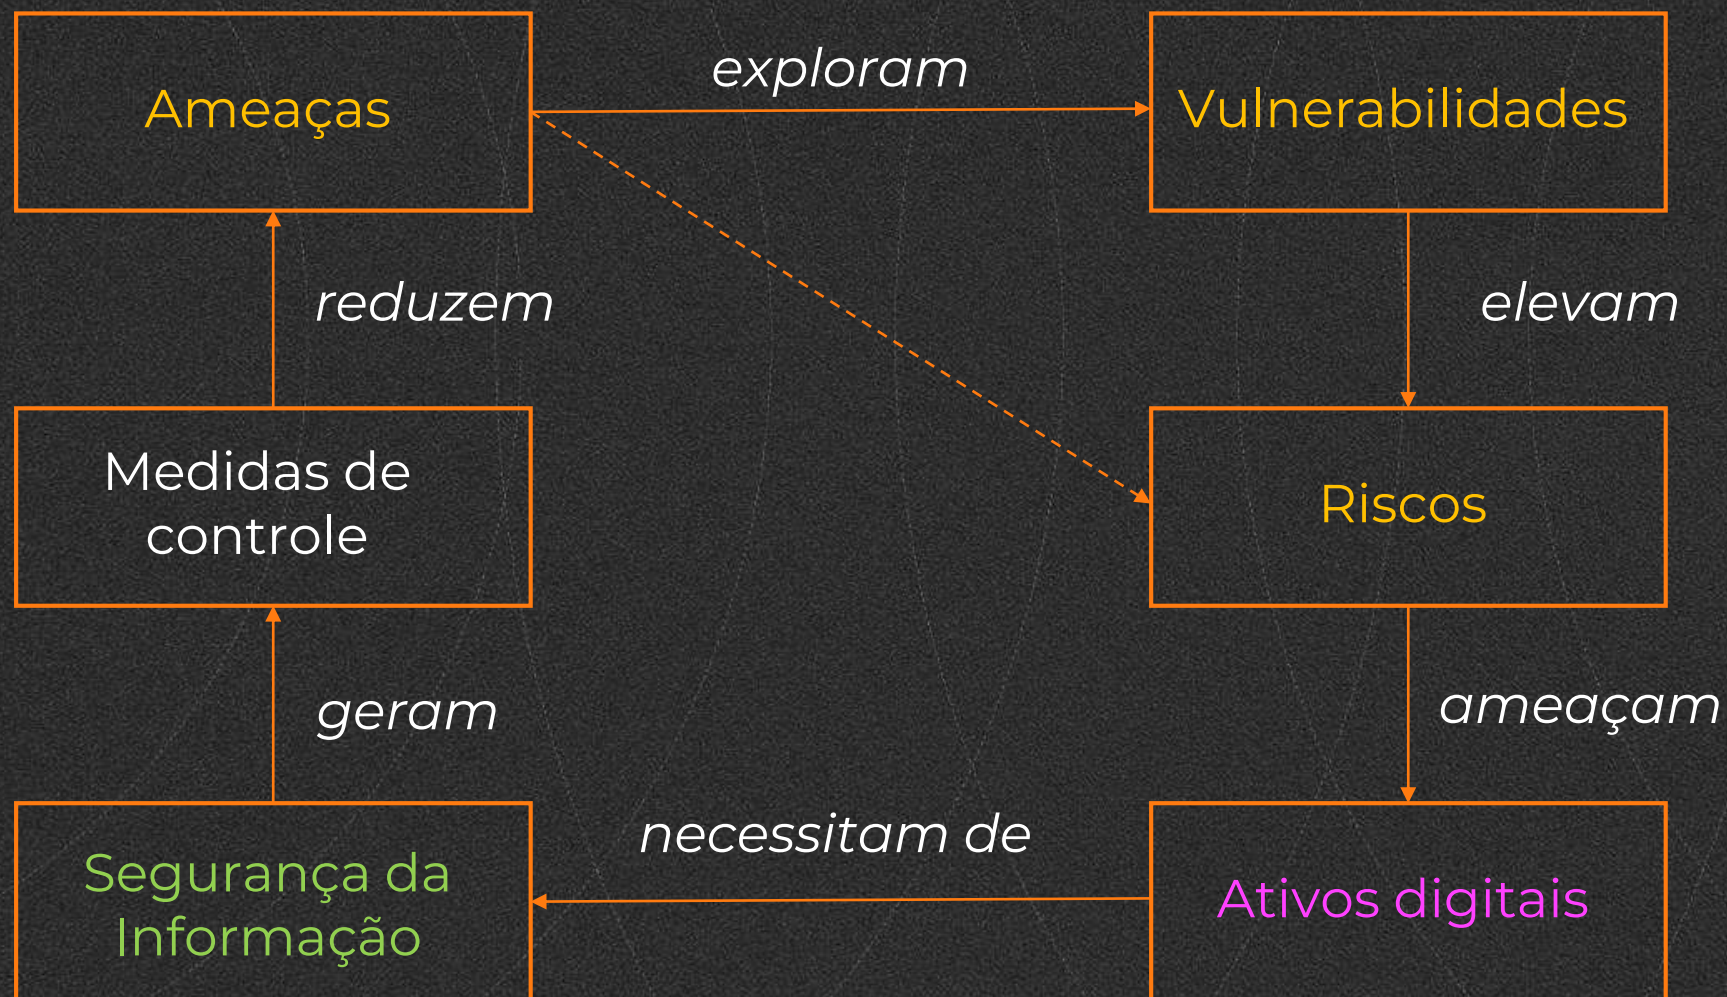 Ameaças
exploram
Vulnerabilidades
reduzem
elevam
Medidas de
controle
Riscos
geram
ameaçam
Segurança da
Informação
necessitam de
Ativos digitais